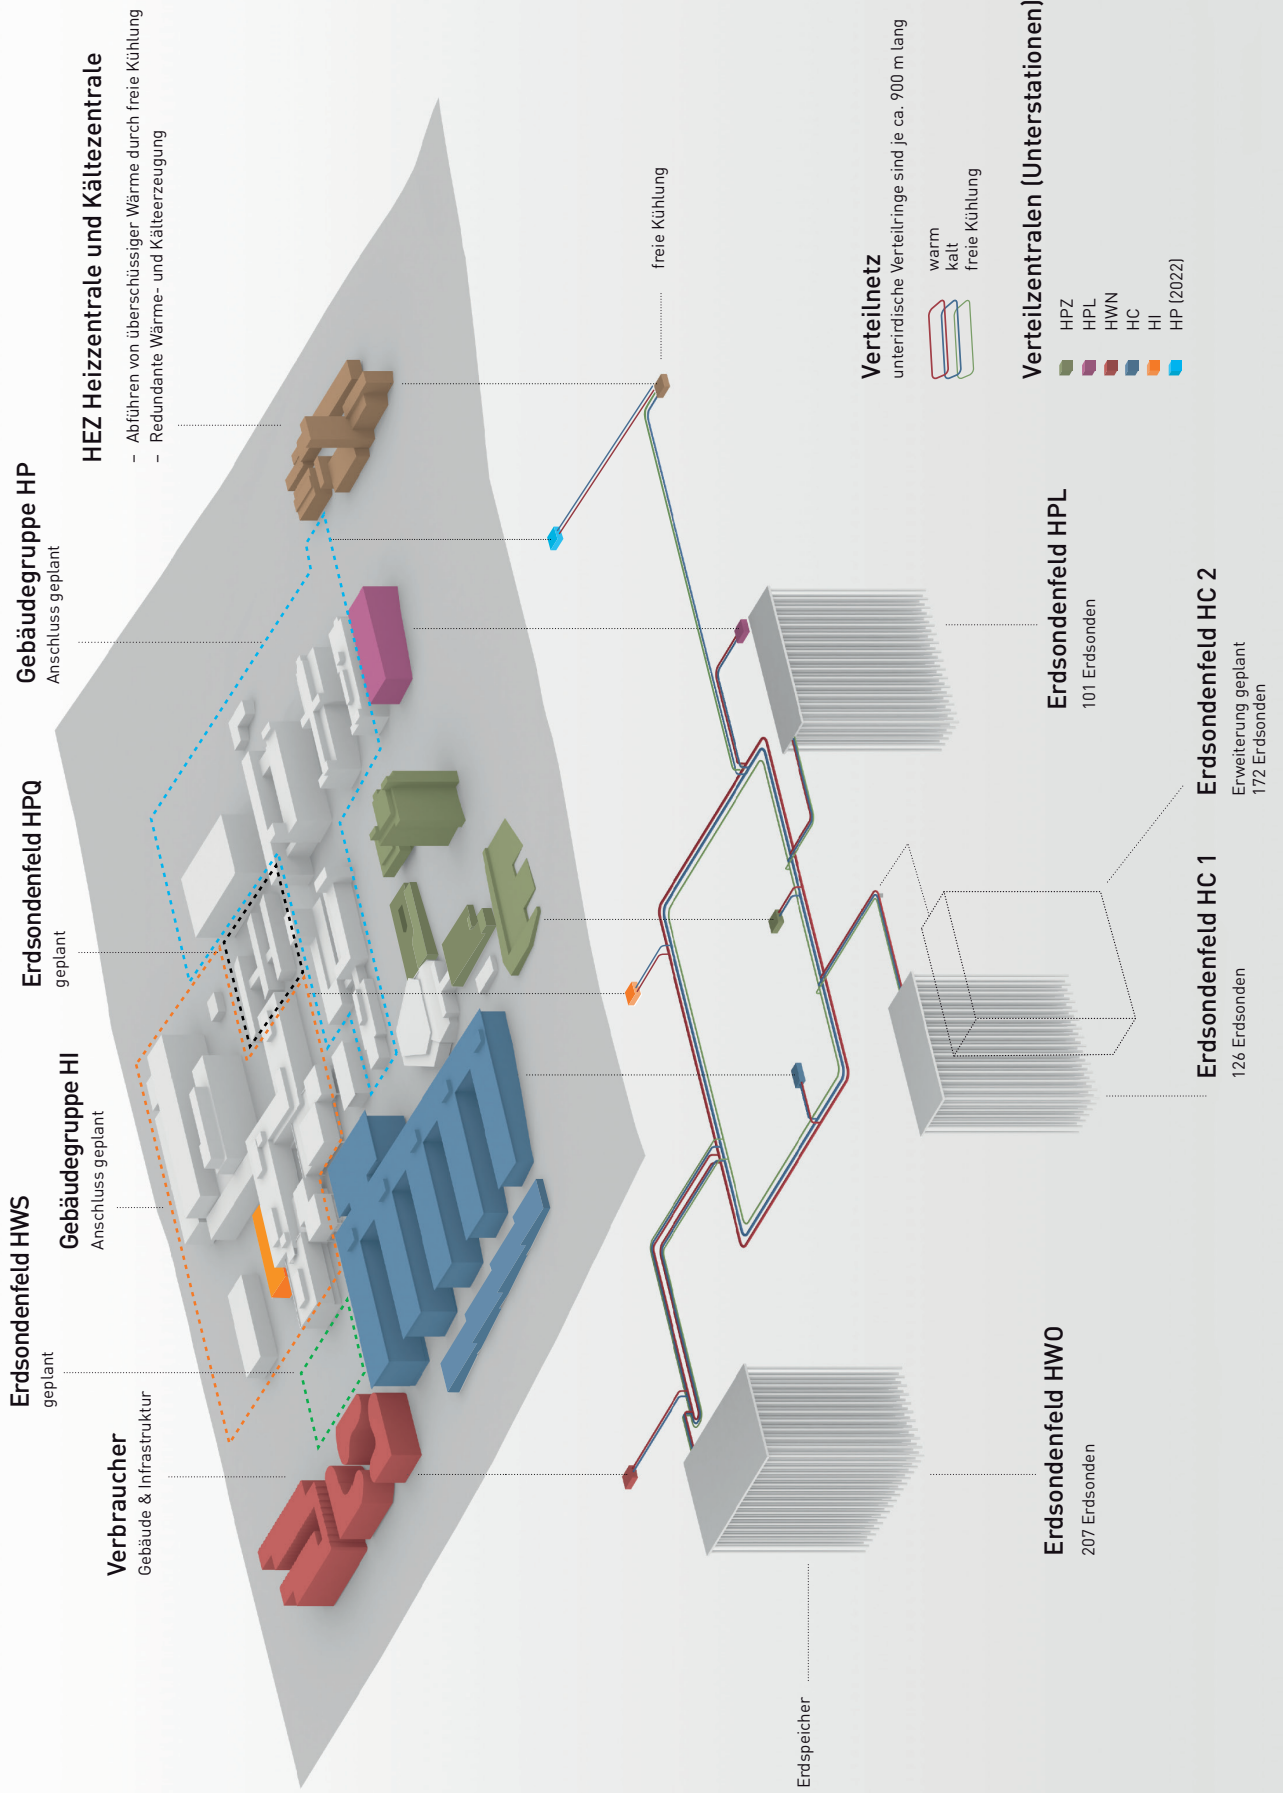 Erdsondenfeld HWS
geplant
Erdsondenfeld HPQ
geplant
Gebäudegruppe HP
Anschluss geplant
Verbraucher
Gebäude & Infrastruktur
Gebäudegruppe HI
Anschluss geplant
HEZ Heizzentrale und Kältezentrale
– Abführen von überschüssiger Wärme durch freie Kühlung
– Redundante Wärme- und Kälteerzeugung
freie Kühlung
Erdspeicher
Verteilnetz
unterirdische Verteilringe sind je ca. 900 m lang
warm
kalt
freie Kühlung
Verteilzentralen (Unterstationen)
HPZ
HPL
HWN
HC
HI
HP (2022)
Erdsondenfeld HWO
207 Erdsonden
Erdsondenfeld HC 1
126 Erdsonden
Erdsondenfeld HC 2
Erweiterung geplant
172 Erdsonden
Erdsondenfeld HPL
101 Erdsonden